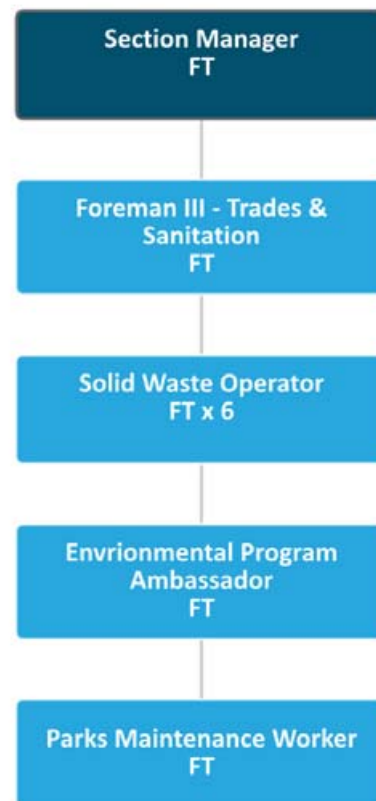 Section Manager
FT
Foreman III - Trades &
Sanitation
FT
Solid Waste Operator
FT x 6
Envrionmental Program
Ambassador
FT
Parks Maintenance Worker
FT